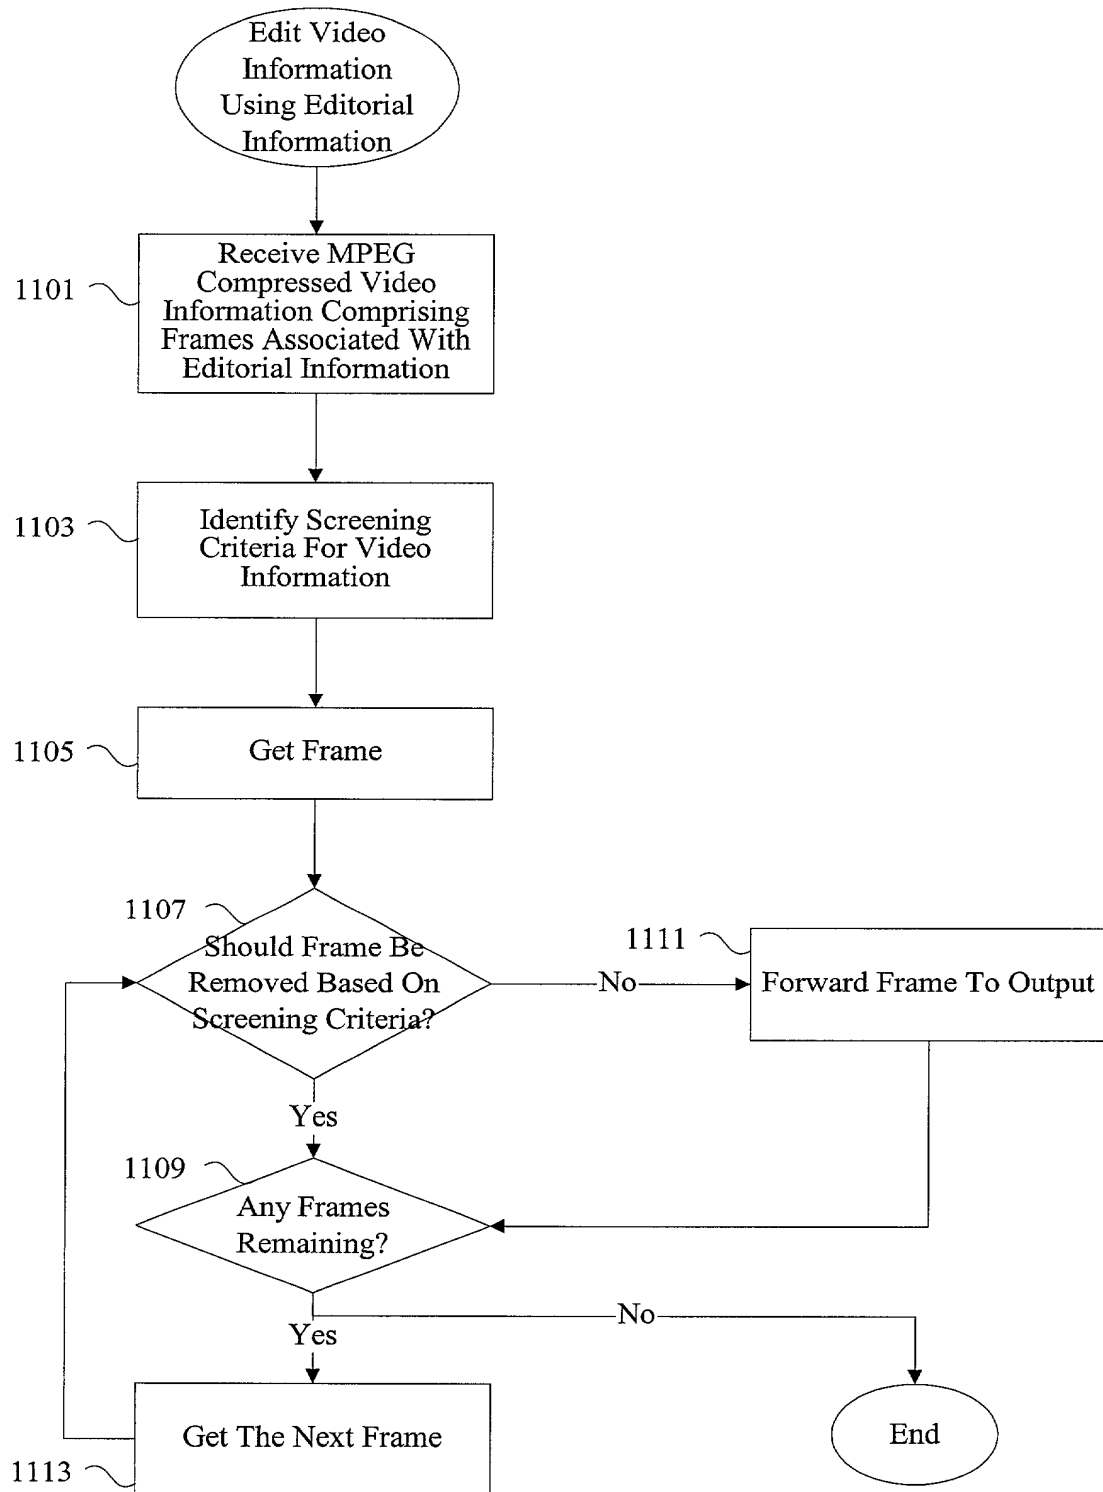 Edit Video
Information
Using Editorial
Information
1101
Receive MPEG
Compressed Video
Information Comprising
Frames Associated With
Editorial Information
1103
Identify Screening
Criteria For Video
Information
1105
Get Frame
1107
Should Frame Be
Removed Based On
Screening Criteria?
No
1111
Forward Frame To Output
Yes
1109
Any Frames
Remaining?
No
Yes
Get The Next Frame
1113
End